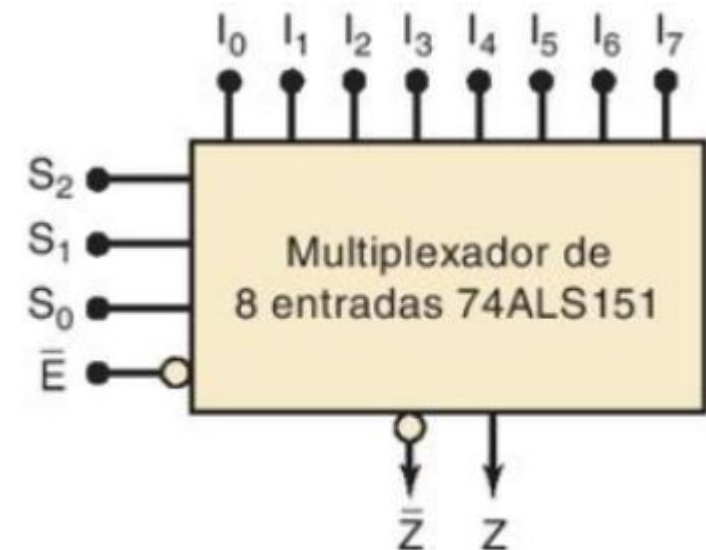 I₀ I₁ I₂ I₃ I₄ I₅ I₆ I₇
S₂
S₁
Multiplexador de
S₀
8 entradas 74ALS151
E̅
Z̅ Z